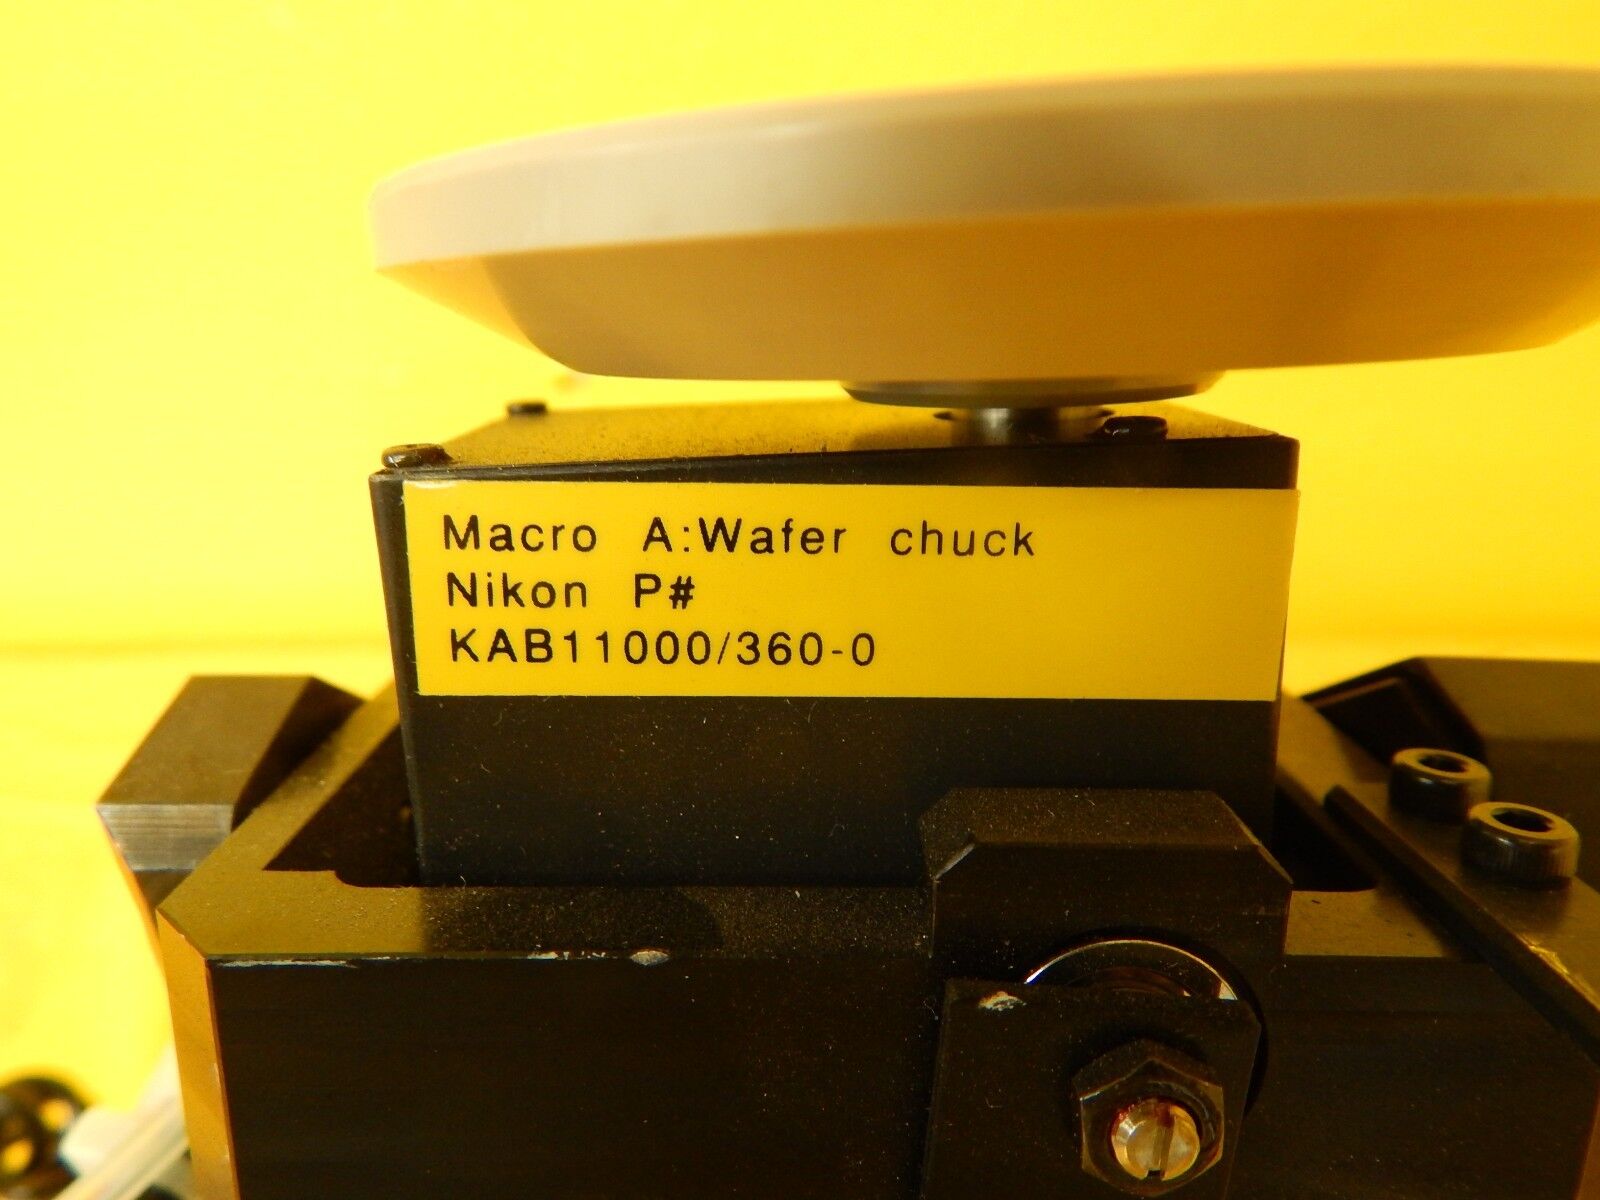 Macro A:Wafer chuck
Nikon P#
KAB11000/360-0